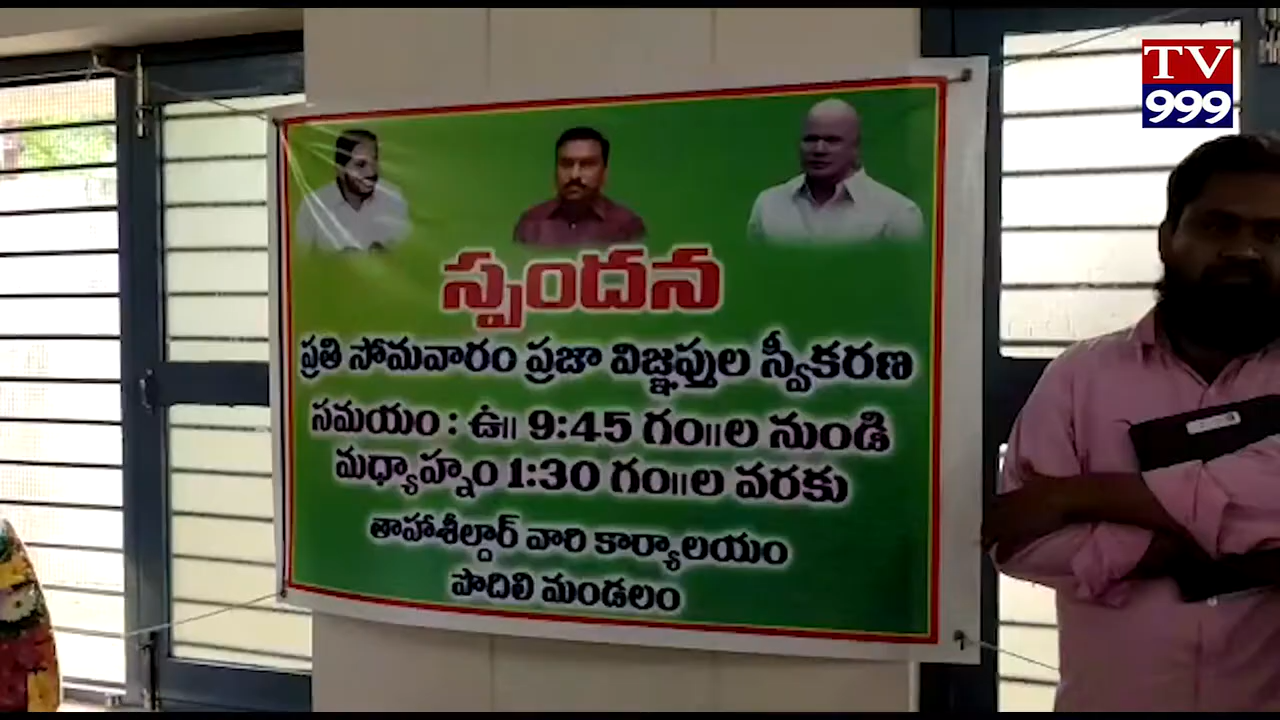 TV
999
స్పందన
ప్రతి సోమవారం ప్రజా విజ్ఞప్తుల స్వీకరణ
సమయం : ఉ॥ 9:45 గం॥ల నుండి
మధ్యాహ్నం 1:30 గం॥ల వరకు
తాహాశీల్దార్ వారి కార్యాలయం
పొదిలి మండలం